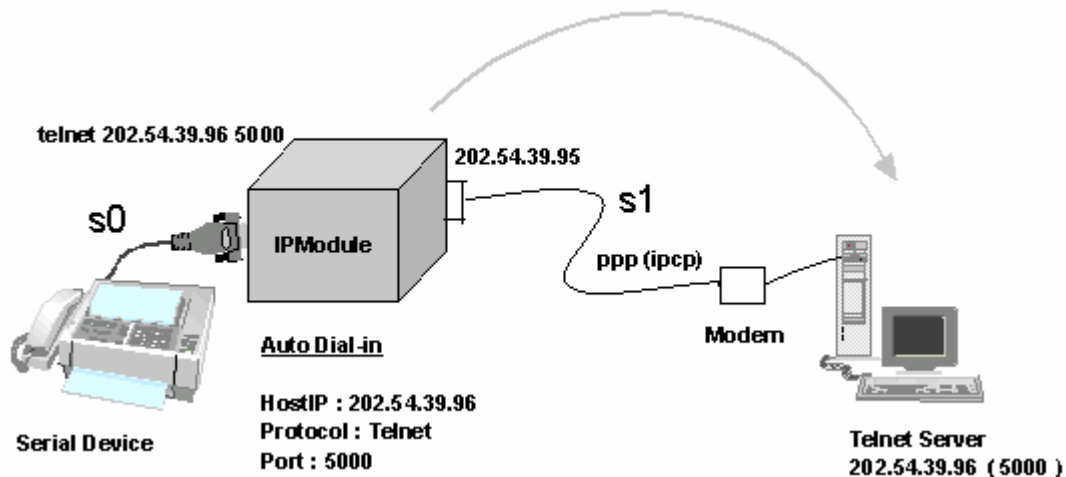 telnet 202.54.39.96 5000
202.54.39.95
s0
s1
IPModule
ppp (ipcp)
Modem
Auto Dial-in
HostIP : 202.54.39.96
Protocol : Telnet
Port : 5000
Serial Device
Telnet Server
202.54.39.96 ( 5000 )